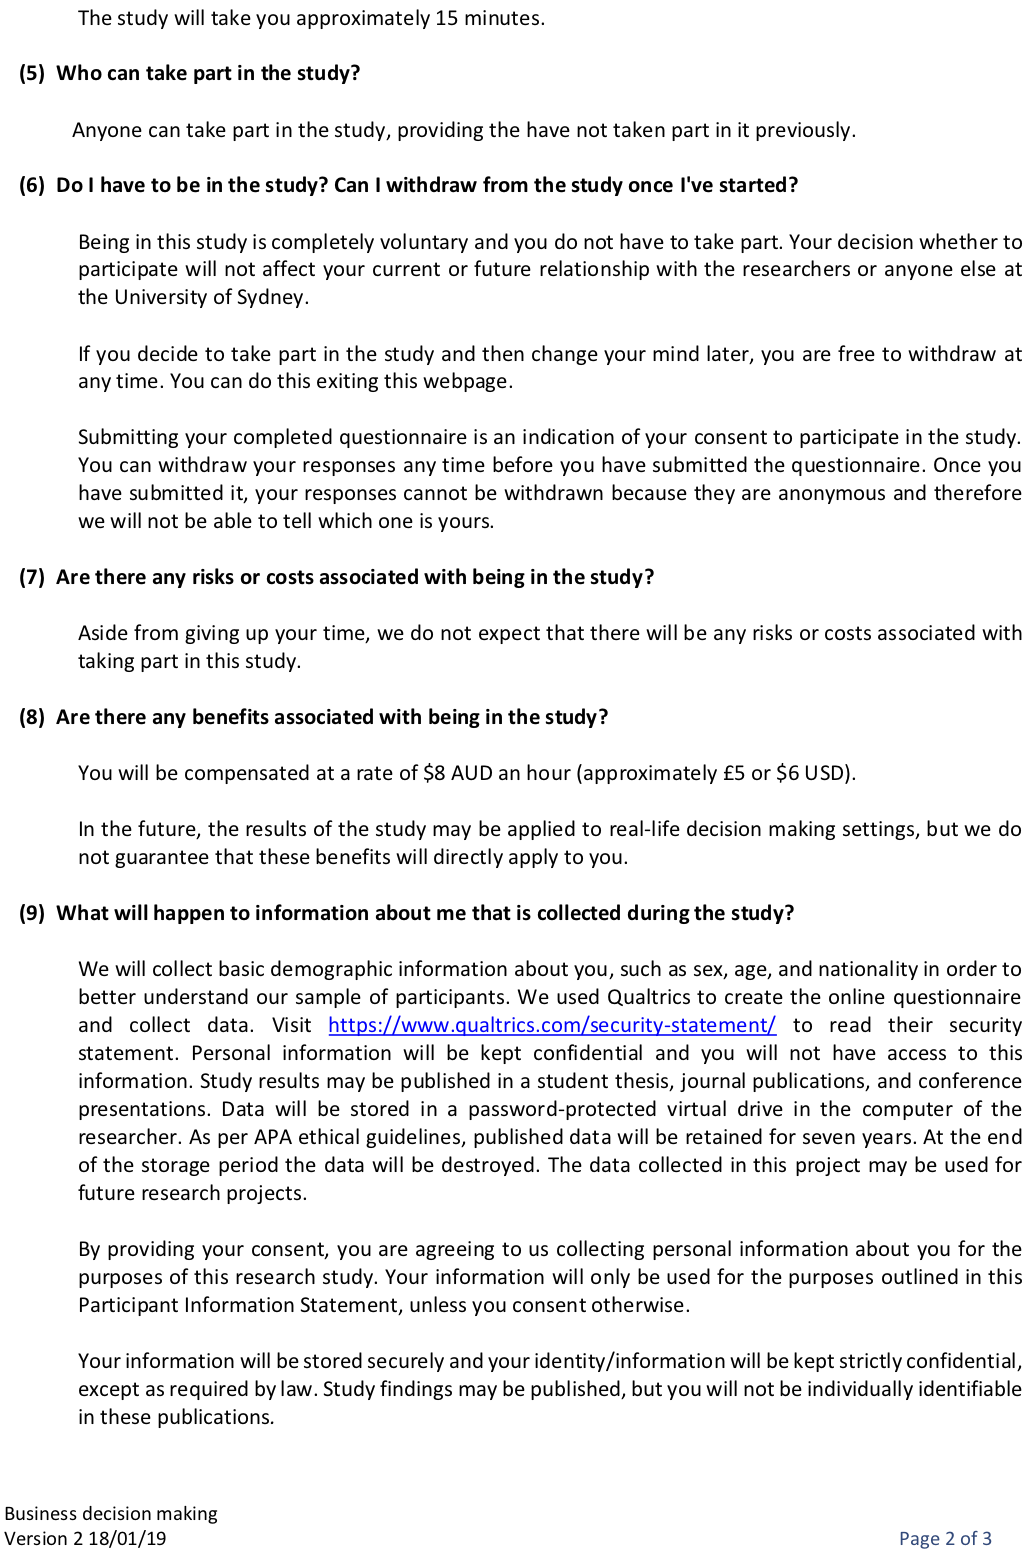 The study will take you approximately 15 minutes.
(5) Who can take part in the study?
Anyone can take part in the study, providing the have not taken part in it previously.
(6) Do I have to be in the study? Can I withdraw from the study once I've started?
Being in this study is completely voluntary and you do not have to take part. Your decision whether to
participate will not affect your current or future relationship with the researchers or anyone else at
the University of Sydney.
If you decide to take part in the study and then change your mind later, you are free to withdraw at
any time. You can do this exiting this webpage.
Submitting your completed questionnaire is an indication of your consent to participate in the study.
You can withdraw your responses any time before you have submitted the questionnaire. Once you
have submitted it, your responses cannot be withdrawn because they are anonymous and therefore
we will not be able to tell which one is yours.
(7) Are there any risks or costs associated with being in the study?
Aside from giving up your time, we do not expect that there will be any risks or costs associated with
taking part in this study.
(8) Are there any benefits associated with being in the study?
You will be compensated at a rate of $8 AUD an hour (approximately £5 or $6 USD).
In the future, the results of the study may be applied to real-life decision making settings, but we do
not guarantee that these benefits will directly apply to you.
(9) What will happen to information about me that is collected during the study?
We will collect basic demographic information about you, such as sex, age, and nationality in order to
better understand our sample of participants. We used Qualtrics to create the online questionnaire
and collect data. Visit https://www.qualtrics.com/security-statement/ to read their security
statement. Personal information will be kept confidential and you will not have access to this
information. Study results may be published in a student thesis, journal publications, and conference
presentations. Data will be stored in a password-protected virtual drive in the computer of the
researcher. As per APA ethical guidelines, published data will be retained for seven years. At the end
of the storage period the data will be destroyed. The data collected in this project may be used for
future research projects.
By providing your consent, you are agreeing to us collecting personal information about you for the
purposes of this research study. Your information will only be used for the purposes outlined in this
Participant Information Statement, unless you consent otherwise.
Your information will be stored securely and your identity/information will be kept strictly confidential,
except as required by law. Study findings may be published, but you will not be individually identifiable
in these publications.
Business decision making
Version 2 18/01/19
Page 2 of 3